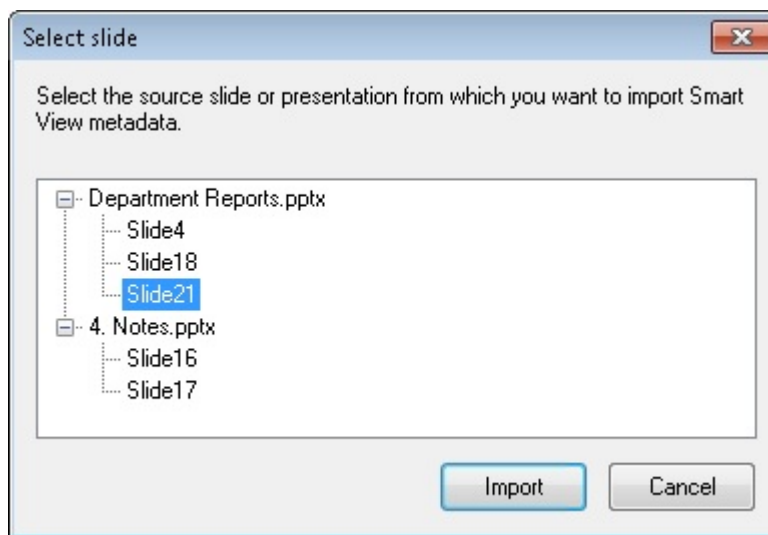 Select slide
Select the source slide or presentation from which you want to import Smart
View metadata.
Department Reports.pptx
Slide4
Slide18
Slide21
4. Notes.pptx
Slide16
Slide17
Import
Cancel